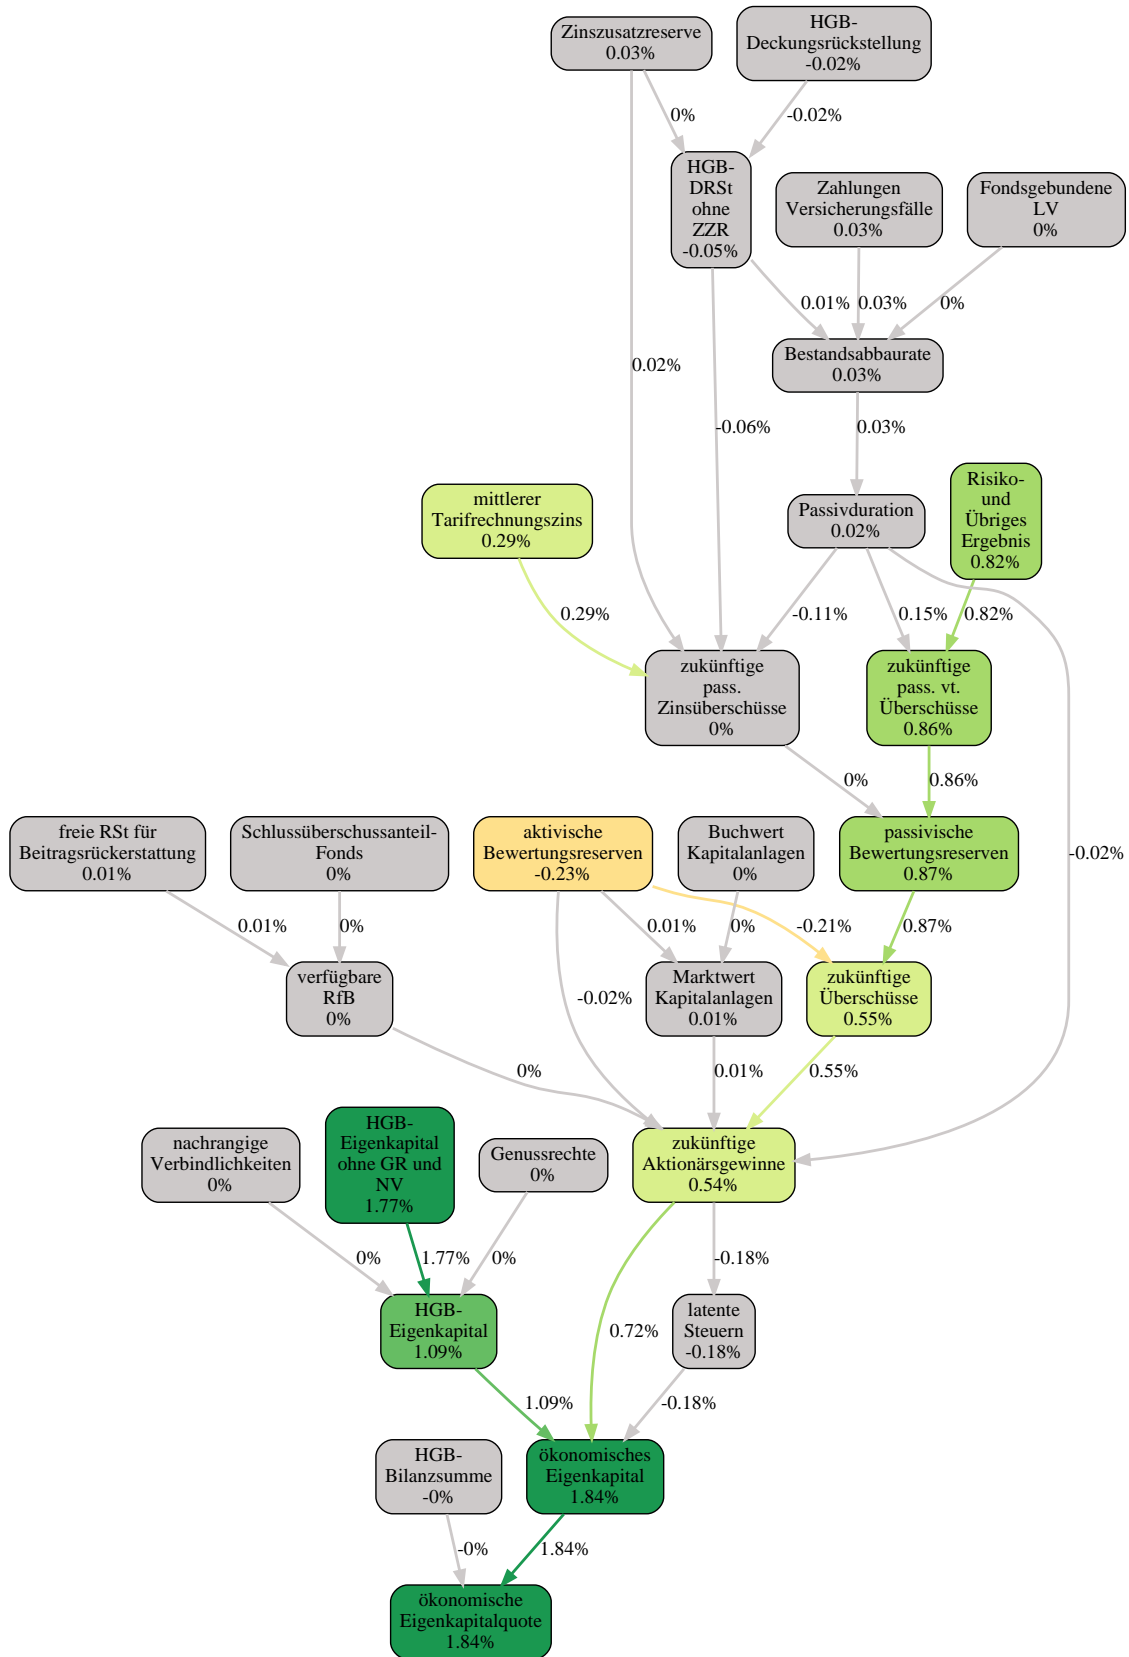 Zinszusatzreserve
0.03%
HGB-
Deckungsrückstellung
-0.02%
0%
-0.02%
HGB-
DRSt
ohne
ZZR
-0.05%
Zahlungen
Versicherungsfälle
0.03%
Fondsgebundene
LV
0%
0.01%
0.03%
0%
Bestandsabbaurate
0.03%
0.02%
-0.06%
0.03%
mittlerer
Tarifrechnungszins
0.29%
Passivduration
0.02%
Risiko-
und
Übriges
Ergebnis
0.82%
0.29%
-0.11%
0.15%
0.82%
zukünftige
pass.
Zinsüberschüsse
0%
zukünftige
pass. vt.
Überschüsse
0.86%
0%
0.86%
freie RSt für
Beitragsrückerstattung
0.01%
Schlussüberschussanteil-
Fonds
0%
aktivische
Bewertungsreserven
-0.23%
Buchwert
Kapitalanlagen
0%
passivische
Bewertungsreserven
0.87%
-0.02%
0.01%
0%
0.01%
0%
-0.21%
0.87%
verfügbare
RfB
0%
-0.02%
Marktwert
Kapitalanlagen
0.01%
zukünftige
Überschüsse
0.55%
0%
0.01%
0.55%
nachrangige
Verbindlichkeiten
0%
HGB-
Eigenkapital
ohne GR und
NV
1.77%
Genussrechte
0%
zukünftige
Aktionärsgewinne
0.54%
0%
1.77%
0%
-0.18%
HGB-
Eigenkapital
1.09%
0.72%
latente
Steuern
-0.18%
1.09%
-0.18%
HGB-
Bilanzsumme
-0%
ökonomisches
Eigenkapital
1.84%
-0%
1.84%
ökonomische
Eigenkapitalquote
1.84%